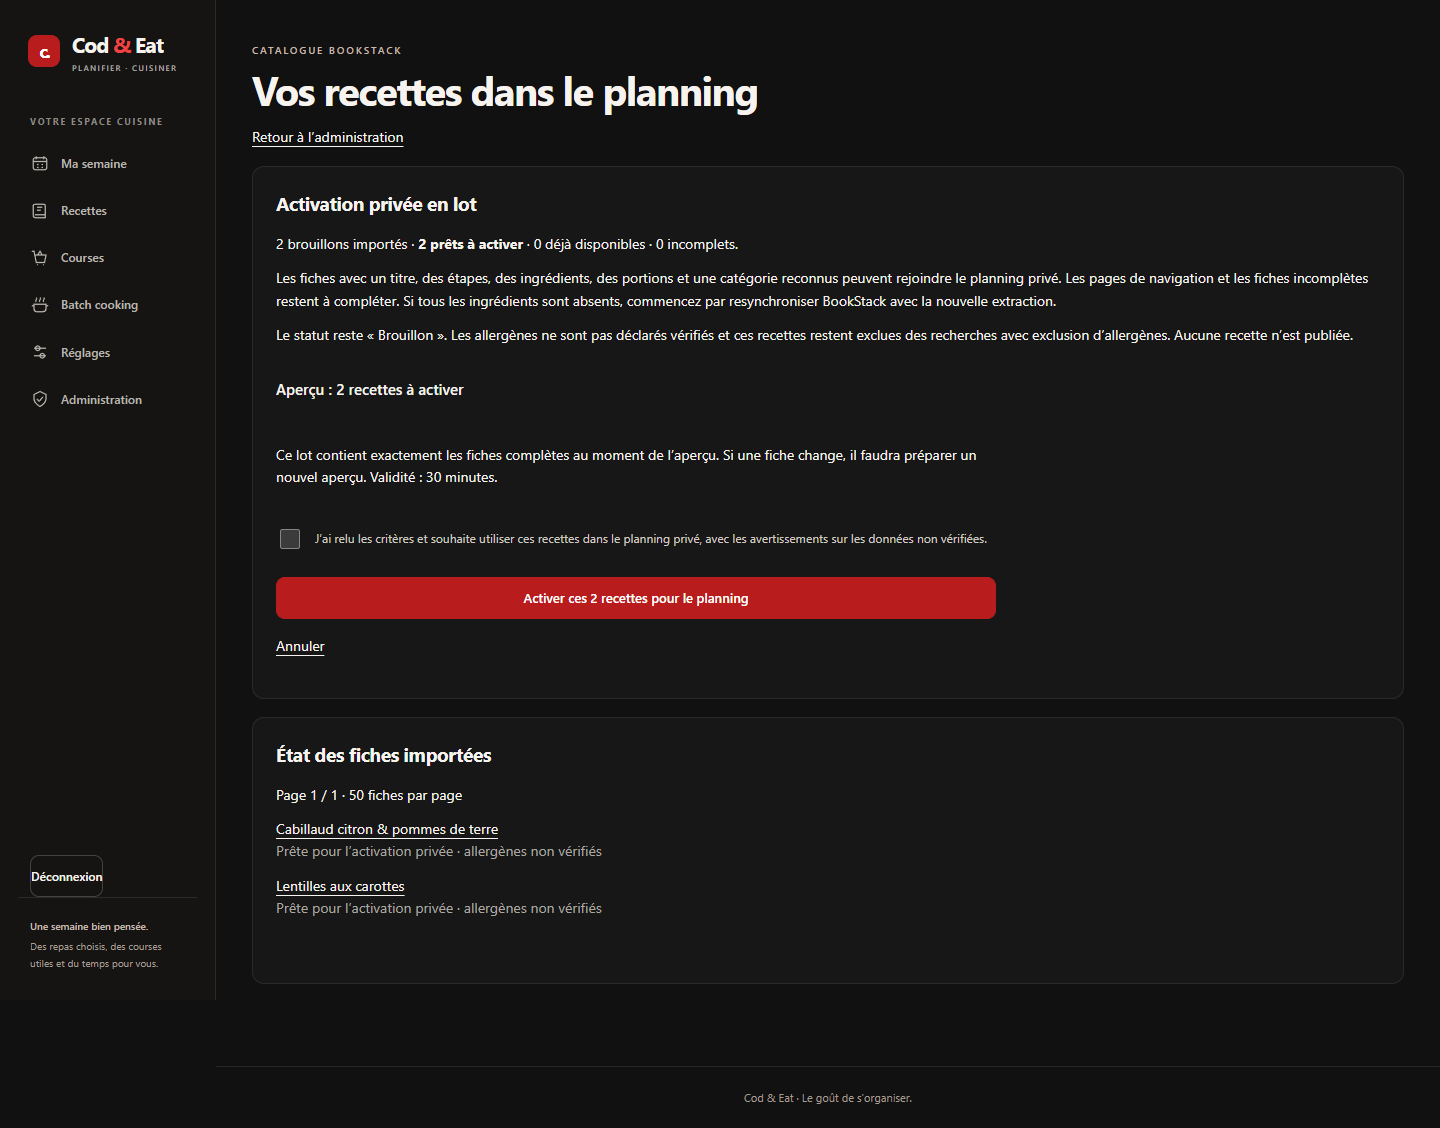 c.
Cod & Eat
PLANIFIER · CUISINER
VOTRE ESPACE CUISINE
Ma semaine
Recettes
Courses
Batch cooking
Réglages
Administration
Déconnexion
Une semaine bien pensée.
Des repas choisis, des courses
utiles et du temps pour vous.
CATALOGUE BOOKSTACK
Vos recettes dans le planning
Retour à l’administration
Activation privée en lot
2 brouillons importés · 2 prêts à activer · 0 déjà disponibles · 0 incomplets.
Les fiches avec un titre, des étapes, des ingrédients, des portions et une catégorie reconnus peuvent rejoindre le planning privé. Les pages de navigation et les fiches incomplètes
restent à compléter. Si tous les ingrédients sont absents, commencez par resynchroniser BookStack avec la nouvelle extraction.
Le statut reste « Brouillon ». Les allergènes ne sont pas déclarés vérifiés et ces recettes restent exclues des recherches avec exclusion d’allergènes. Aucune recette n’est publiée.
Aperçu : 2 recettes à activer
Ce lot contient exactement les fiches complètes au moment de l’aperçu. Si une fiche change, il faudra préparer un
nouvel aperçu. Validité : 30 minutes.
J’ai relu les critères et souhaite utiliser ces recettes dans le planning privé, avec les avertissements sur les données non vérifiées.
Activer ces 2 recettes pour le planning
Annuler
État des fiches importées
Page 1 / 1 · 50 fiches par page
Cabillaud citron & pommes de terre
Prête pour l’activation privée · allergènes non vérifiés
Lentilles aux carottes
Prête pour l’activation privée · allergènes non vérifiés
Cod & Eat · Le goût de s’organiser.